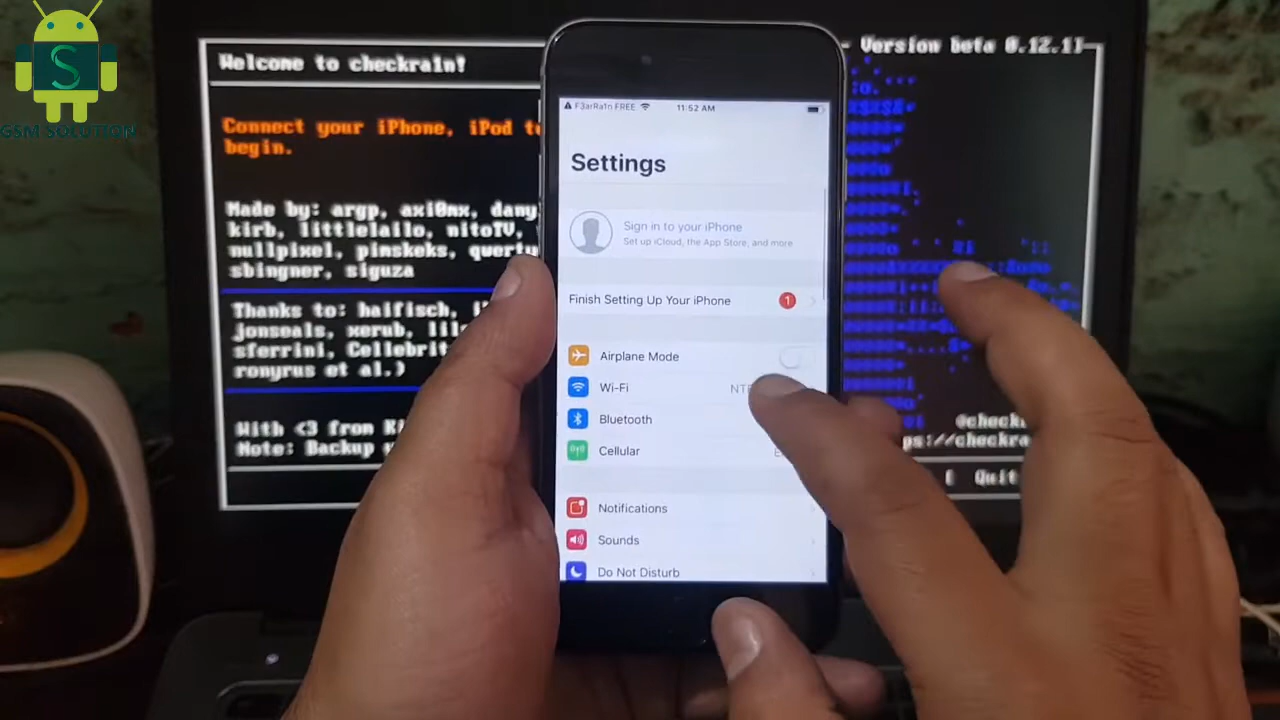 GSM SOLUTION
S
Welcome to checkra1n!
Version beta 0.12.1
Connect your iPhone, iPod
begin.
Made by: argp, axi0mx,
kirb, littlelailo, nitoTV,
nullpixel, pimskeks,
sbingner, siguza
Thanks to: haifisch,
jonseals, xerub,
sferrini,
ronyrus et al.)
With <3 from
Note: Backup
Quit
F3arRa1n FREE
11:52 AM
Settings
Sign in to your iPhone
Set up iCloud, the App Store, and more
Finish Setting Up Your iPhone
1
Airplane Mode
Wi-Fi
Bluetooth
Cellular
Notifications
Sounds
Do Not Disturb